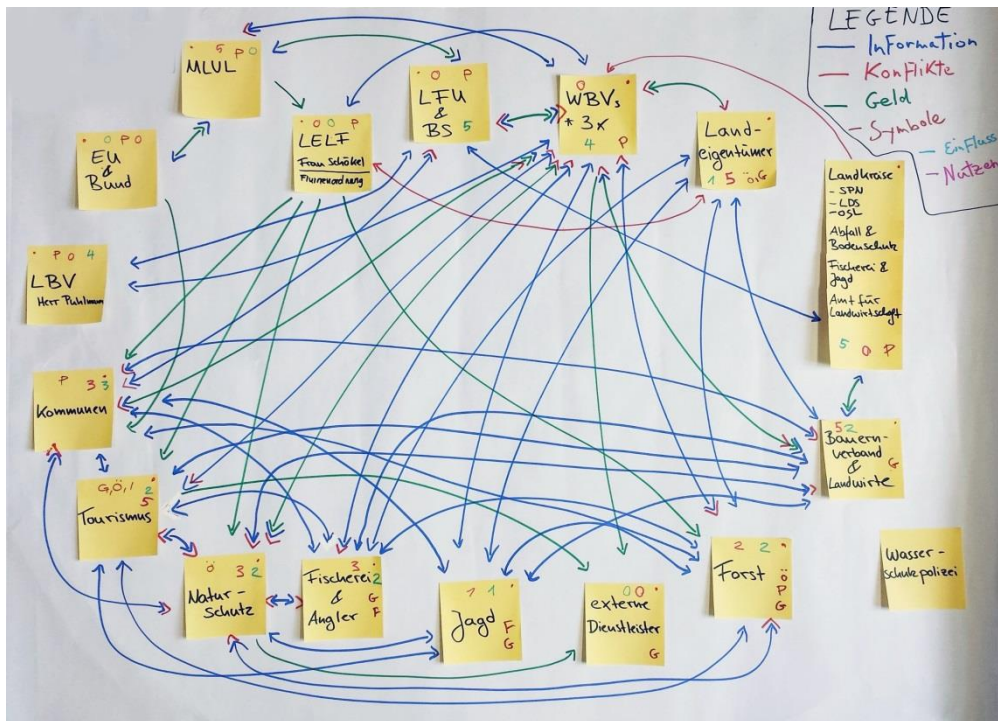 LEGENDE
Information
Konflikte
Geld
Symbole
Einfluss
Nutzen
5 P O
MLUL
O P O
EU
&
Bund
O O P
LELF
Frau Schökel
Flurneuordnung
O P
LFU
&
BS 5
O
WBVs
* 3x
4 P
Land-
eigentümer
1 5 Ö,G
Landkreise
- SPN
- LDS
- OSL
Abfall &
Bodenschutz
Fischerei &
Jagd
Amt für
Landwirtschaft
5 O P
P O 4
LBV
P 3 3
Kommunen
G,Ö,1 2
5
Tourismus
Ö 3 2
Natur-
schutz
3
Fischerei 2
&
Angler
G
F
1 1
Jagd
F
G
O O
externe
Dienstleister
G
2 2
Forst
Ö
P
G
5 2
Bauern-
verband
&
Landwirte
G
Wasser-
schutzpolizei